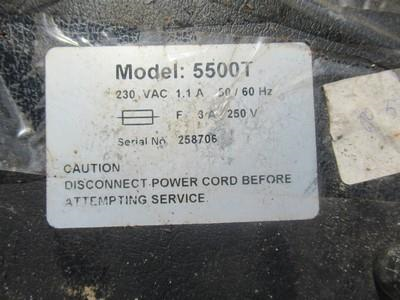 Model: 5500T
230 VAC 1.1 A 50 / 60 Hz
F 3 A / 250 V
Serial No. 258706
CAUTION
DISCONNECT POWER CORD BEFORE
ATTEMPTING SERVICE.